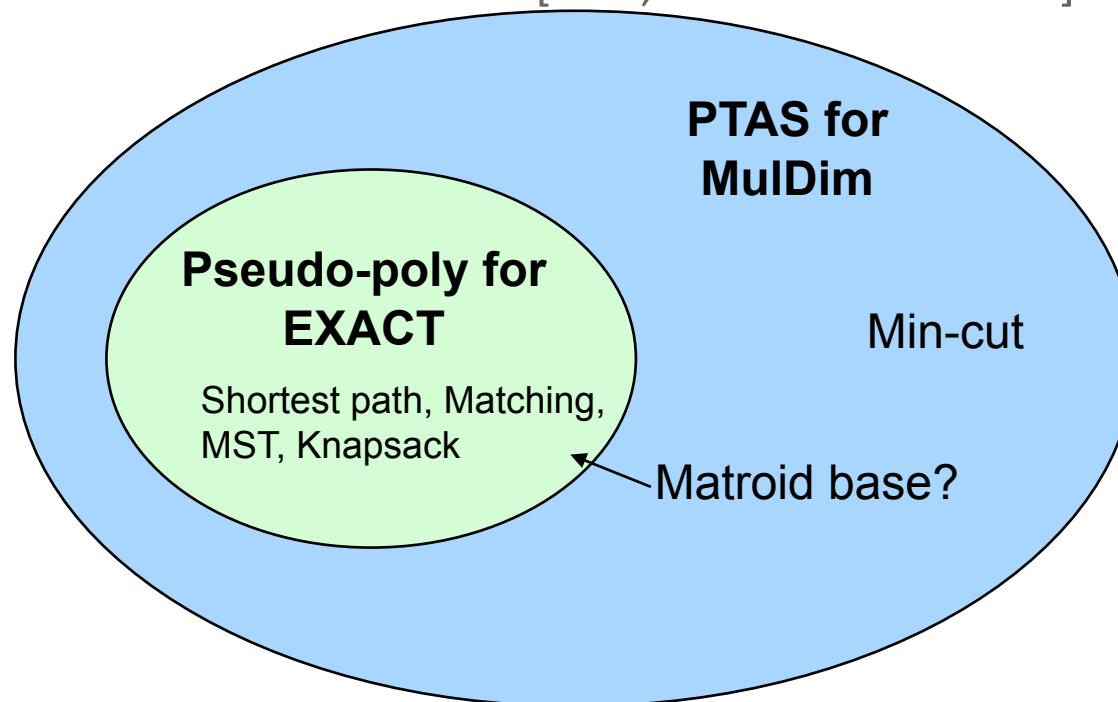 PTAS for
MulDim
Pseudo-poly for
EXACT
Min-cut
Shortest path, Matching,
MST, Knapsack
Matroid base?